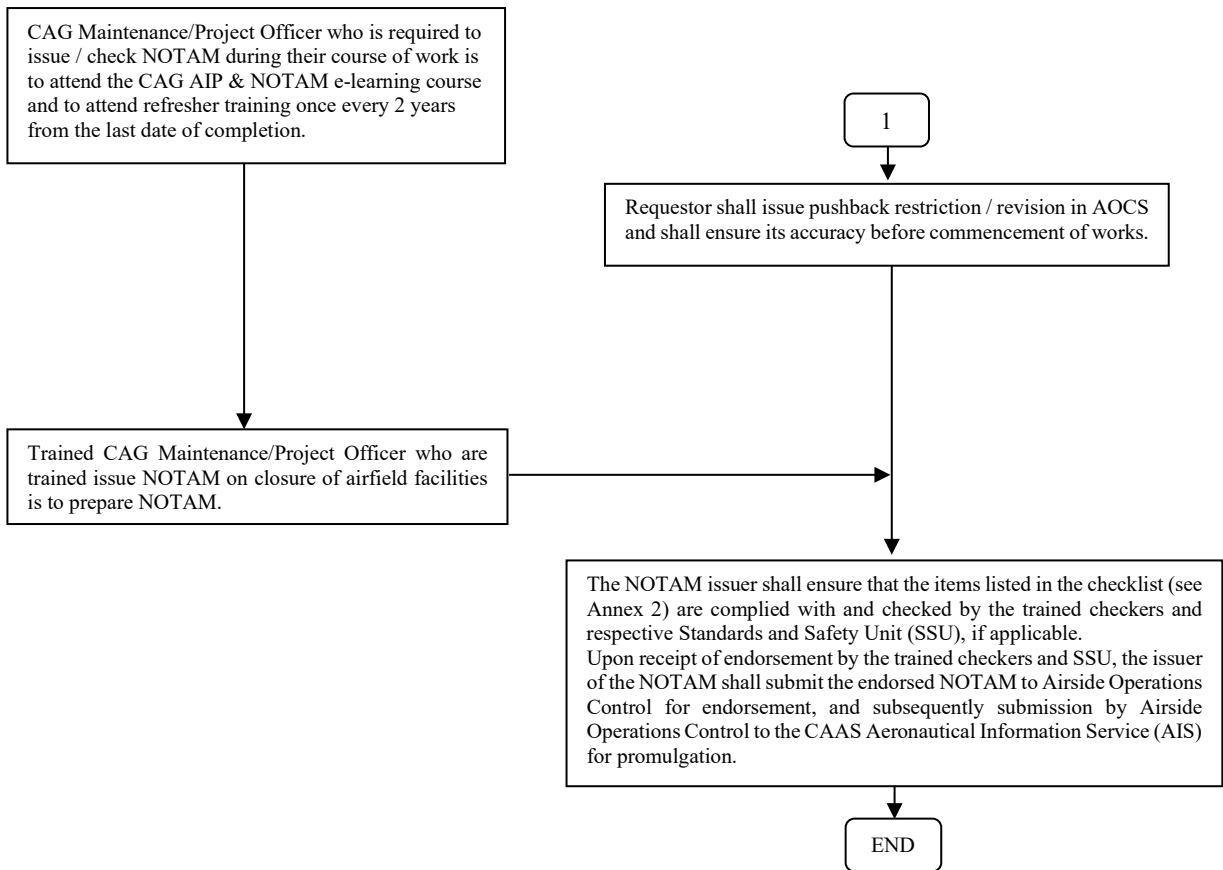 CAG Maintenance/Project Officer who is required to
issue / check NOTAM during their course of work is
to attend the CAG AIP & NOTAM e-learning course
and to attend refresher training once every 2 years
from the last date of completion.
1
Requestor shall issue pushback restriction / revision in AOCS
and shall ensure its accuracy before commencement of works.
Trained CAG Maintenance/Project Officer who are
trained issue NOTAM on closure of airfield facilities
is to prepare NOTAM.
The NOTAM issuer shall ensure that the items listed in the checklist (see
Annex 2) are complied with and checked by the trained checkers and
respective Standards and Safety Unit (SSU), if applicable.
Upon receipt of endorsement by the trained checkers and SSU, the issuer
of the NOTAM shall submit the endorsed NOTAM to Airside Operations
Control for endorsement, and subsequently submission by Airside
Operations Control to the CAAS Aeronautical Information Service (AIS)
for promulgation.
END